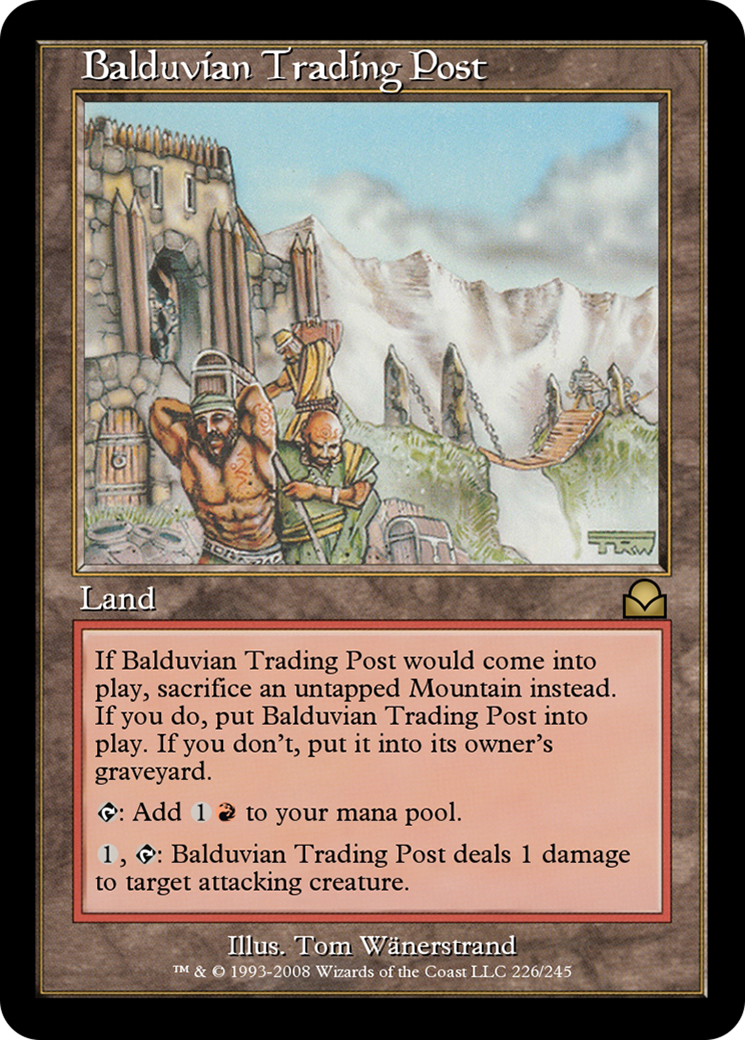 Balduvian Trading Post
TRW
Land
If Balduvian Trading Post would come into
play, sacrifice an untapped Mountain instead.
If you do, put Balduvian Trading Post into
play. If you don't, put it into its owner's
graveyard.
: Add 1 to your mana pool.
1, : Balduvian Trading Post deals 1 damage
to target attacking creature.
Illus. Tom Wänerstrand
™ & © 1993-2008 Wizards of the Coast LLC 226/245